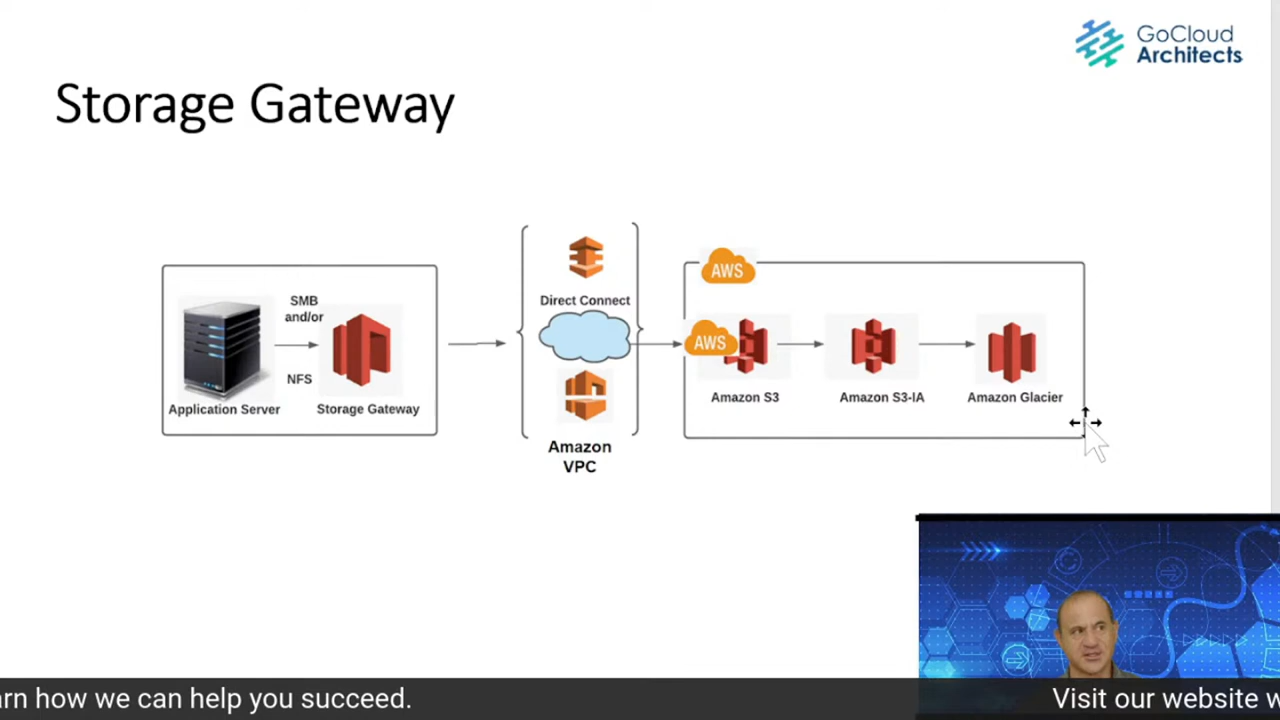 GoCloud
Architects
Storage Gateway
SMB
and/or
NFS
Application Server
Storage Gateway
Direct Connect
Amazon
VPC
AWS
AWS
Amazon S3
Amazon S3-IA
Amazon Glacier
how we can help you succeed.
Visit our website